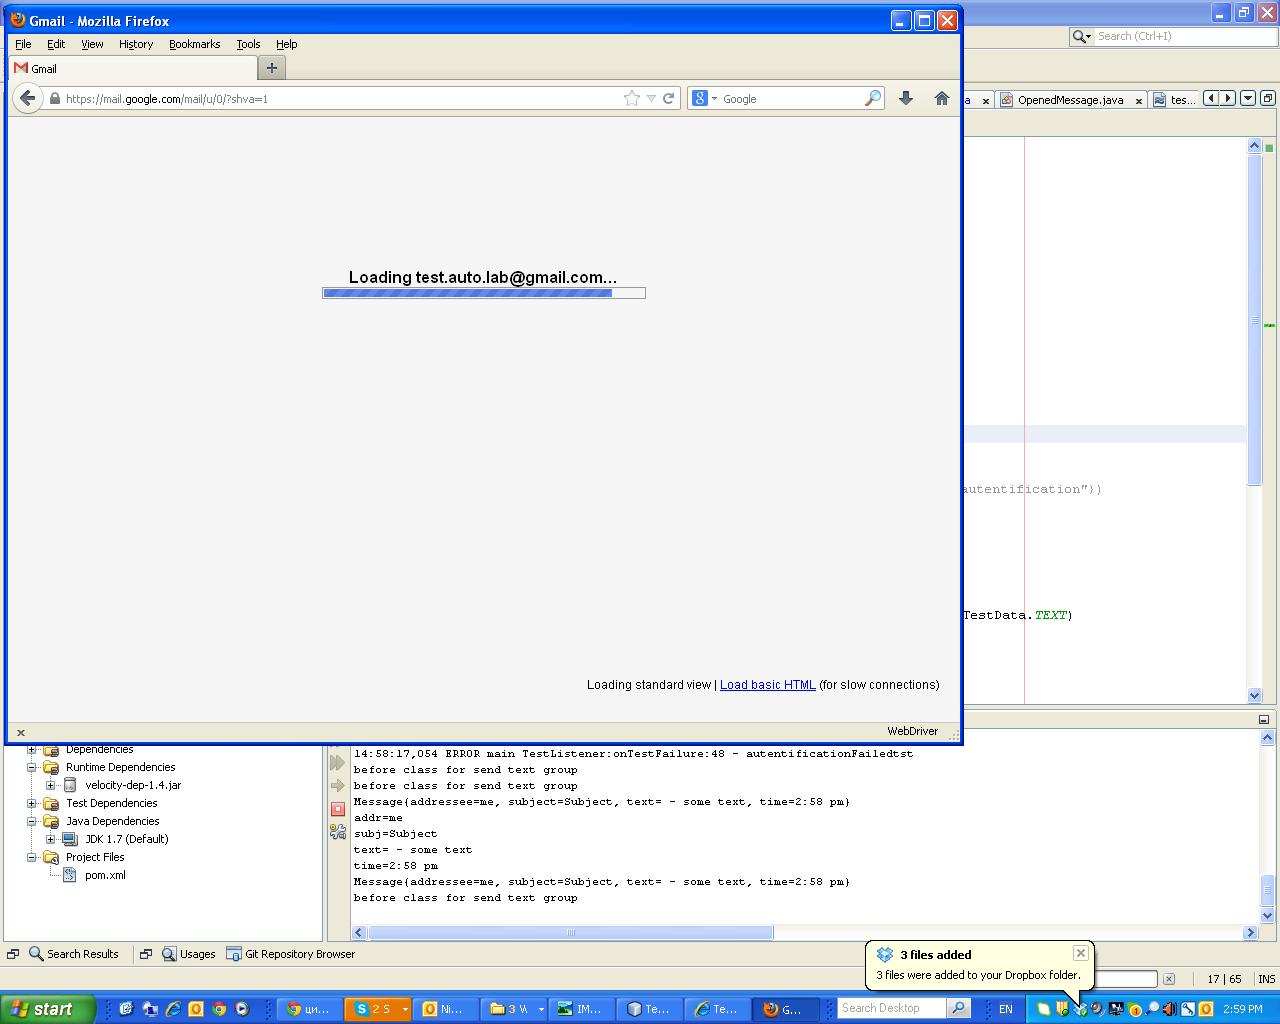 Gmail - Mozilla Firefox
File Edit View History Bookmarks Tools Help
Gmail
https://mail.google.com/mail/u/0/?shva=1
Google
Loading test.auto.lab@gmail.com...
Loading standard view | Load basic HTML (for slow connections)
WebDriver
Search (Ctrl+I)
a OpenedMessage.java tes...
autentification"})
TestData.TEXT)
Dependencies
Runtime Dependencies
velocity-dep-1.4.jar
Test Dependencies
Java Dependencies
JDK 1.7 (Default)
Project Files
pom.xml
14:58:17,054 ERROR main TestListener:onTestFailure:48 - autentificationFailedtst
before class for send text group
before class for send text group
Message{addressee=me, subject=Subject, text= - some text, time=2:58 pm}
addr=me
subj=Subject
text= - some text
time=2:58 pm
Message{addressee=me, subject=Subject, text= - some text, time=2:58 pm}
before class for send text group
Search Results Usages Git Repository Browser
3 files added
3 files were added to your Dropbox folder.
17 | 65 INS
start ци... 2 5 Ni... 3 W IM... Te... Te... G... Search Desktop EN 2:59 PM